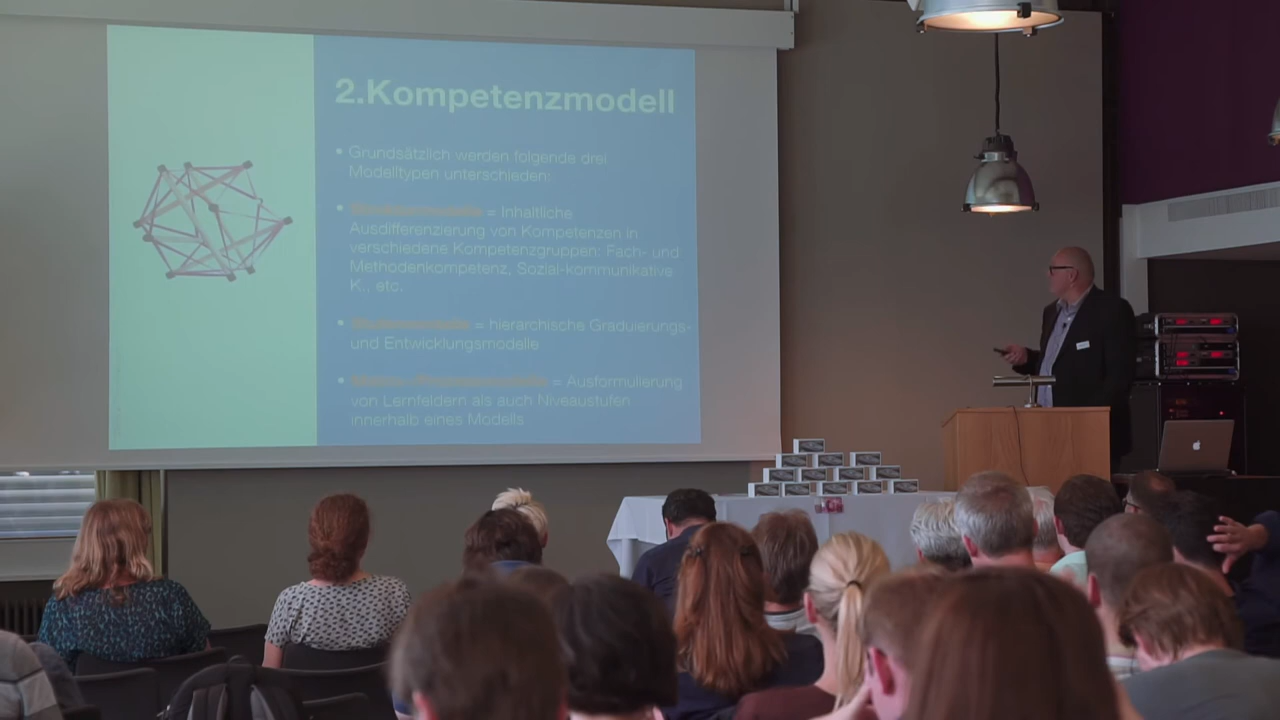 2.Kompetenzmodell
• Grundsätzlich werden folgende drei
Modelltypen unterschieden:
• = Inhaltliche
Ausdifferenzierung von Kompetenzen in
verschiedene Kompetenzgruppen: Fach- und
Methodenkompetenz, Sozial-kommunikative
K., etc.
• = hierarchische Graduierungs-
und Entwicklungsmodelle
• = Ausformulierung
von Lernfeldern als auch Niveaustufen
innerhalb eines Modells